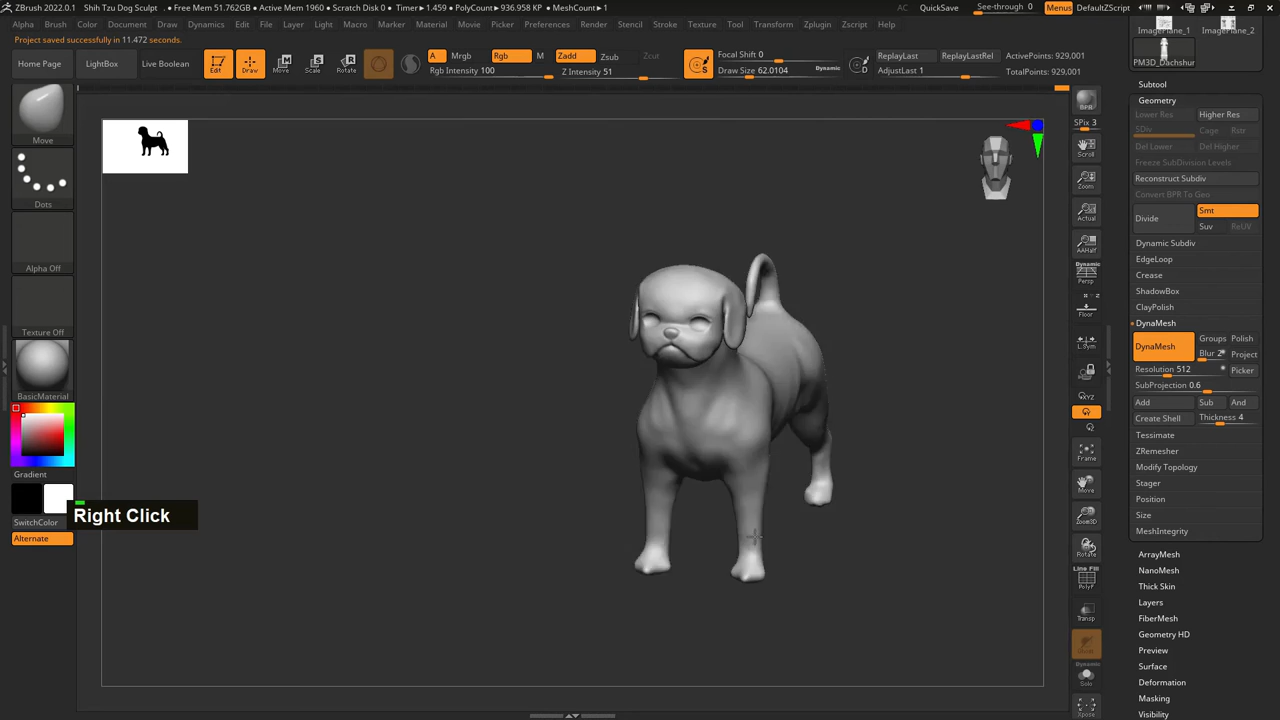 ZBrush 2022.0.1 Shih Tzu Dog Sculpt . • Free Mem 51.762GB • Active Mem 1960 • Scratch Disk 0 • Timer▸1.459 • PolyCount▸936.958 KP • MeshCount▸1
AC QuickSave See-through 0 Menus DefaultZScript
Alpha Brush Color Document Draw Dynamics Edit File Layer Light Macro Marker Material Movie Picker Preferences Render Stencil Stroke Texture Tool Transform Zplugin Zscript Help
Project saved successfully in 11.472 seconds.
Home Page
LightBox
Live Boolean
Edit
Draw
Move
Scale
Rotate
A Mrgb Rgb M Zadd Zsub Zcut
Rgb Intensity 100 Z Intensity 51
Focal Shift 0
Draw Size 62.0104 Dynamic
ReplayLast ReplayLastRel
AdjustLast 1
ActivePoints: 929,001
TotalPoints: 929,001
Move
Dots
Alpha Off
Texture Off
BasicMaterial
Gradient
SwitchColor
Alternate
Right Click
BPR
SPix 3
Scroll
Zoom
Actual
AAHalf
Dynamic
Persp
Floor
L.Sym
XYZ
Y
Z
Frame
Move
Zoom3D
Rotate
Line Fill
PolyF
Transp
Dynamic
Solo
Xpose
ImagePlane_1 ImagePlane_2
PM3D_Dachshun
Subtool
Geometry
Lower Res Higher Res
SDiv Cage Rstr
Del Lower Del Higher
Freeze SubDivision Levels
Reconstruct Subdiv
Convert BPR To Geo
Divide Smt
Suv ReUV
Dynamic Subdiv
EdgeLoop
Crease
ShadowBox
ClayPolish
DynaMesh
DynaMesh Groups Polish
Blur 2 Project
Resolution 512 Picker
SubProjection 0.6
Add Sub And
Create Shell Thickness 4
Tessimate
ZRemesher
Modify Topology
Stager
Position
Size
MeshIntegrity
ArrayMesh
NanoMesh
Thick Skin
Layers
FiberMesh
Geometry HD
Preview
Surface
Deformation
Masking
Visibility